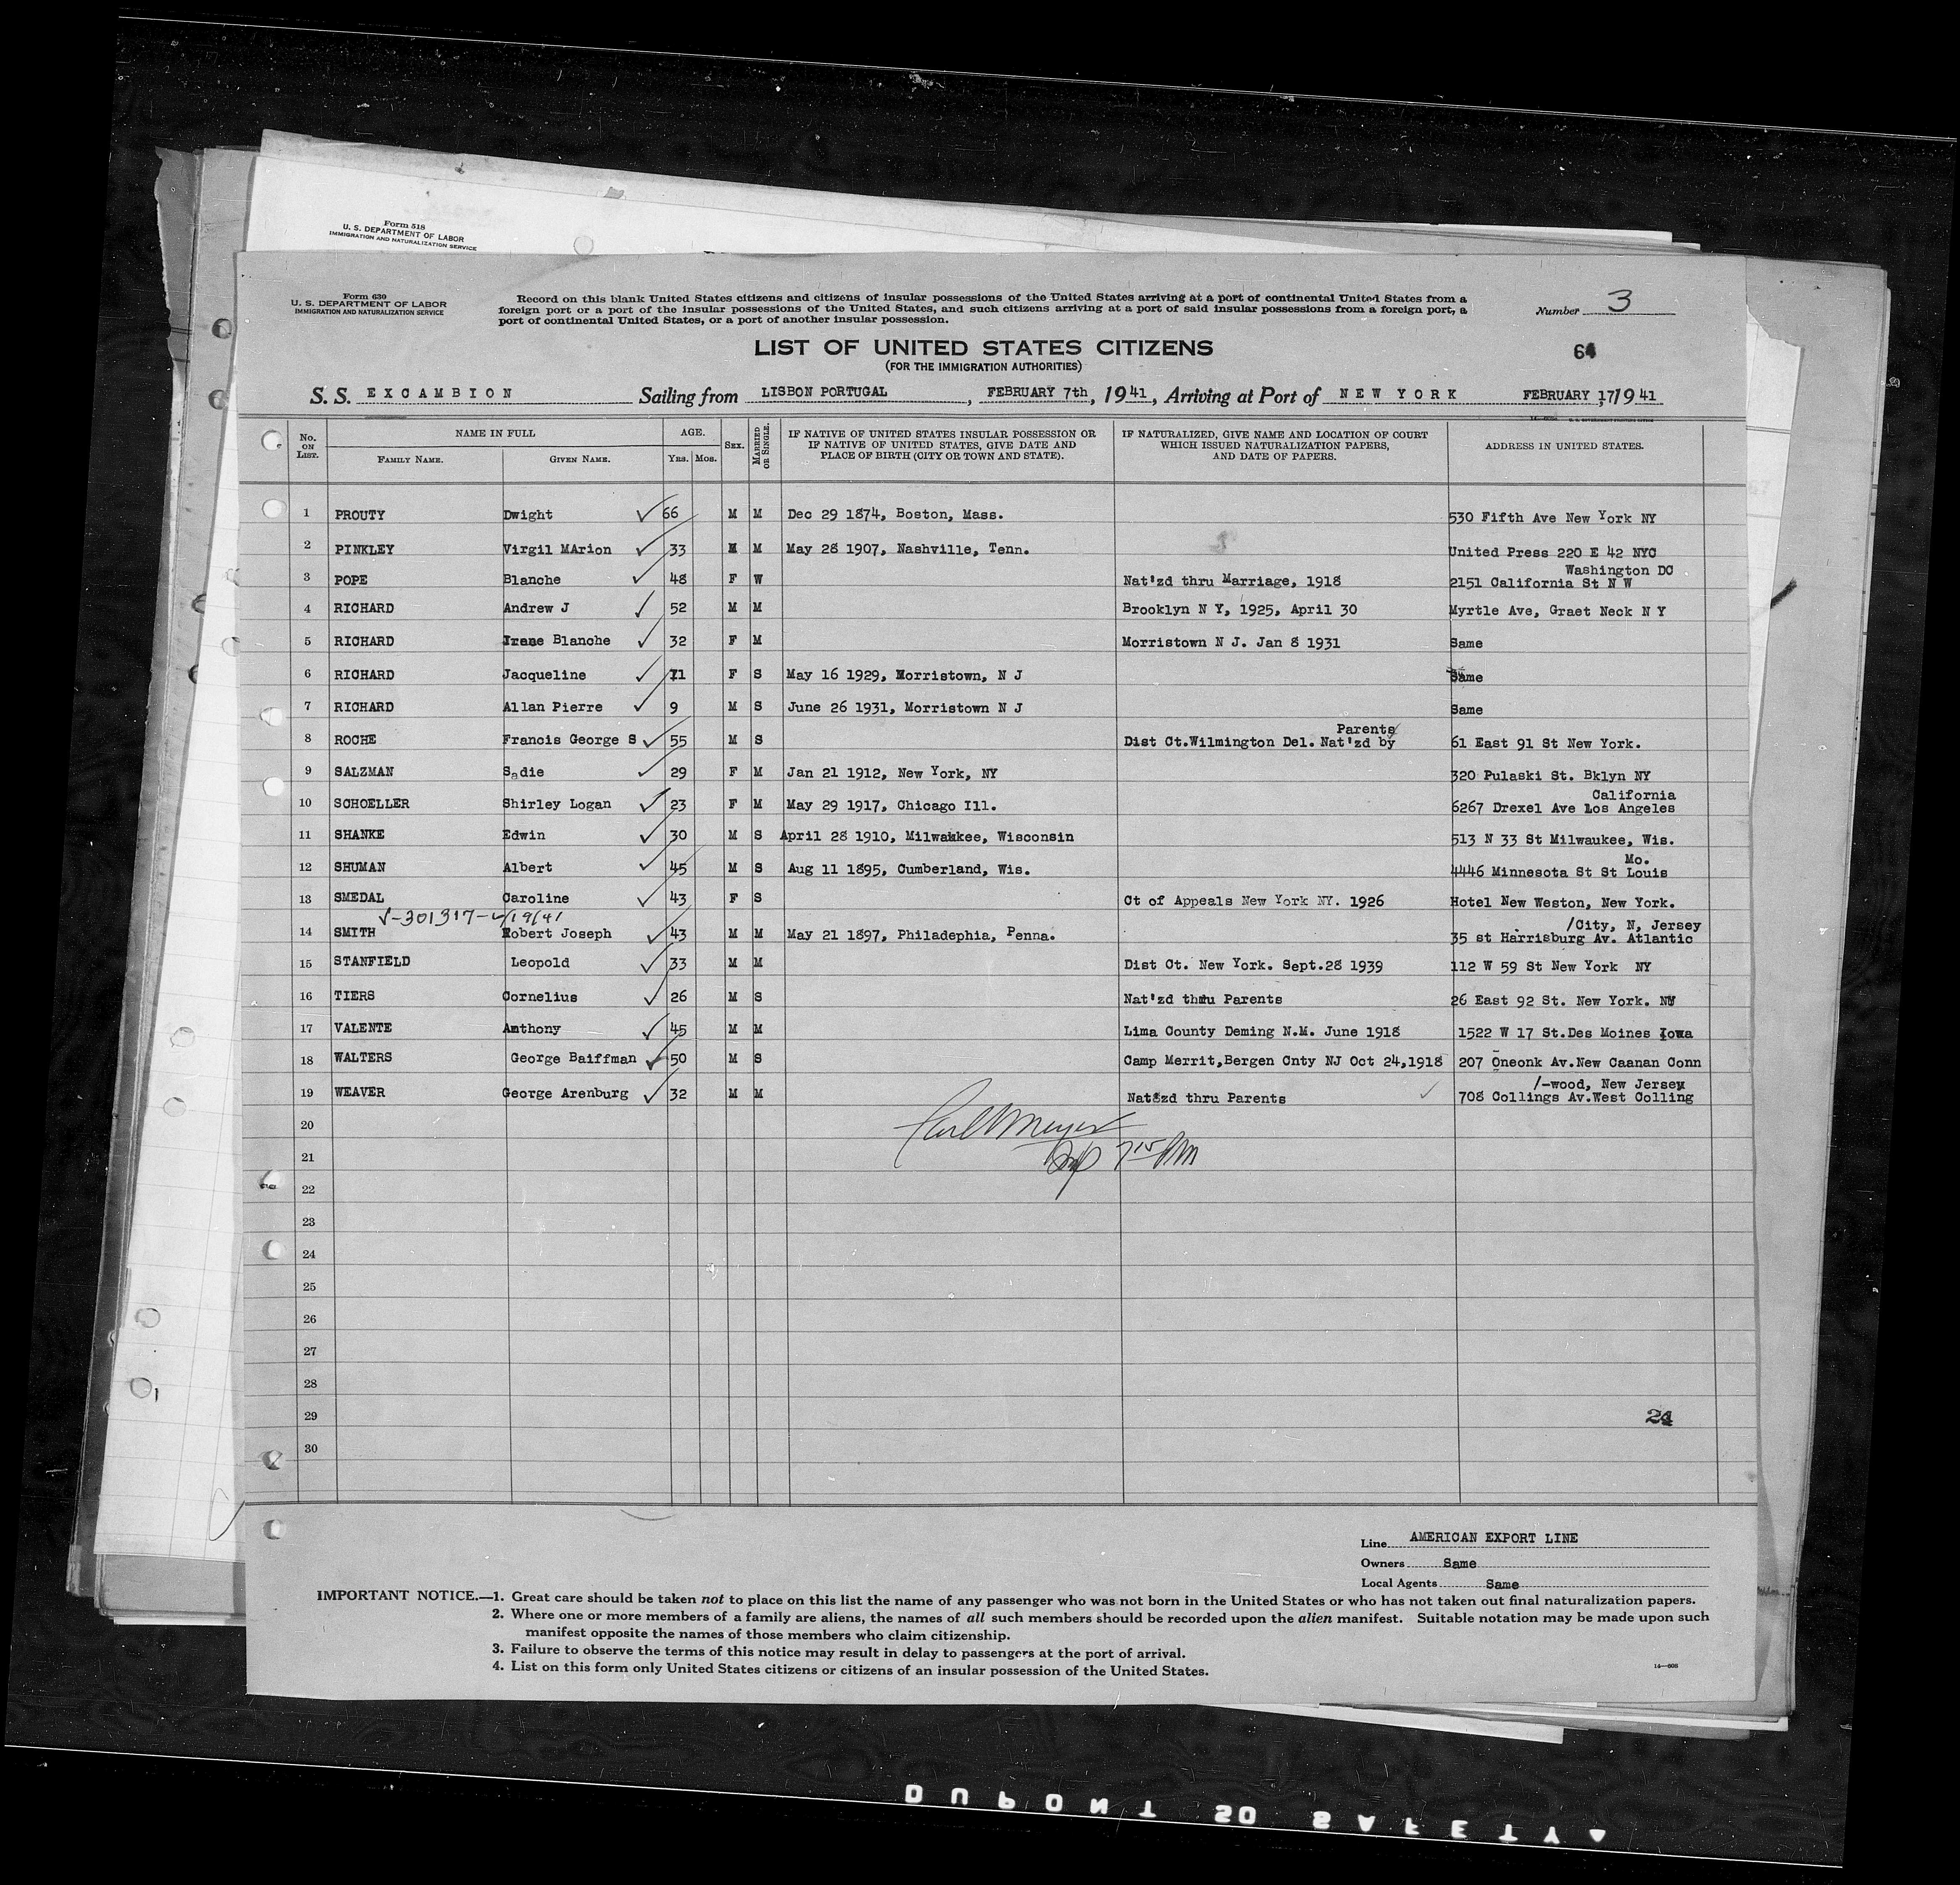 Form 518
U. S. DEPARTMENT OF LABOR
IMMIGRATION AND NATURALIZATION SERVICE
Form 630
U. S. DEPARTMENT OF LABOR
IMMIGRATION AND NATURALIZATION SERVICE
Record on this blank United States citizens and citizens of insular possessions of the United States arriving at a port of continental United States from a
foreign port or a port of the insular possessions of the United States, and such citizens arriving at a port of said insular possessions from a foreign port, a
port of continental United States, or a port of another insular possession.
Number 3
LIST OF UNITED STATES CITIZENS
(FOR THE IMMIGRATION AUTHORITIES)
64
S. S. EXCAMBION Sailing from LISBON PORTUGAL, FEBRUARY 7th, 1941, Arriving at Port of NEW YORK FEBRUARY 17, 1941
No. ON LIST. NAME IN FULL FAMILY NAME. GIVEN NAME. AGE. YRS. MOS. SEX. MARRIED OR SINGLE. IF NATIVE OF UNITED STATES INSULAR POSSESSION OR IF NATIVE OF UNITED STATES, GIVE DATE AND PLACE OF BIRTH (CITY OR TOWN AND STATE). IF NATURALIZED, GIVE NAME AND LOCATION OF COURT WHICH ISSUED NATURALIZATION PAPERS, AND DATE OF PAPERS. ADDRESS IN UNITED STATES.
1 PROUTY Dwight 66 M M Dec 29 1874, Boston, Mass. 530 Fifth Ave New York NY
2 PINKLEY Virgil MArion 33 M M May 28 1907, Nashville, Tenn. United Press 220 E 42 NYC
3 POPE Blanche 48 F W Nat'zd thru Marriage, 1918 2151 California St N W Washington DC
4 RICHARD Andrew J 52 M M Brooklyn N Y, 1925, April 30 Myrtle Ave, Graet Neck N Y
5 RICHARD Irene Blanche 32 F M Morristown N J. Jan 8 1931 Same
6 RICHARD Jacqueline 11 F S May 16 1929, Morristown, N J Same
7 RICHARD Allan Pierre 9 M S June 26 1931, Morristown N J Same
8 ROCHE Francis George S 55 M S Dist Ct.Wilmington Del. Nat'zd by Parents 61 East 91 St New York.
9 SALZMAN Sadie 29 F M Jan 21 1912, New York, NY 320 Pulaski St. Bklyn NY
10 SCHOELLER Shirley Logan 23 F M May 29 1917, Chicago Ill. 6267 Drexel Ave Los Angeles California
11 SHANKE Edwin 30 M S April 28 1910, Milwaukee, Wisconsin 513 N 33 St Milwaukee, Wis.
12 SHUMAN Albert 45 M S Aug 11 1895, Cumberland, Wis. 4446 Minnesota St St Louis Mo.
13 SMEDAL Caroline 43 F S Ct of Appeals New York NY. 1926 Hotel New Weston, New York.
V-301317-4/19/41
14 SMITH Robert Joseph 43 M M May 21 1897, Philadephia, Penna. 35 st Harrisburg Av. Atlantic /City, N, Jersey
15 STANFIELD Leopold 33 M M Dist Ct. New York. Sept.28 1939 112 W 59 St New York NY
16 TIERS Cornelius 26 M S Nat'zd thru Parents 26 East 92 St. New York. NY
17 VALENTE Anthony 45 M M Lima County Deming N.M. June 1918 1522 W 17 St.Des Moines Iowa
18 WALTERS George Baiffman 50 M S Camp Merrit,Bergen Cnty NJ Oct 24,1918 207 Oneonk Av.New Caanan Conn
19 WEAVER George Arenburg 32 M M Nat8zd thru Parents 708 Collings Av.West Colling /-wood, New Jersey
20
21 7 15 PM
22
23
24
25
26
27
28
29 24
30
Line AMERICAN EXPORT LINE
Owners Same
Local Agents Same
IMPORTANT NOTICE.—1. Great care should be taken not to place on this list the name of any passenger who was not born in the United States or who has not taken out final naturalization papers.
2. Where one or more members of a family are aliens, the names of all such members should be recorded upon the alien manifest. Suitable notation may be made upon such
manifest opposite the names of those members who claim citizenship.
3. Failure to observe the terms of this notice may result in delay to passengers at the port of arrival.
4. List on this form only United States citizens or citizens of an insular possession of the United States.
14—608
DUPONT SO SAFETY